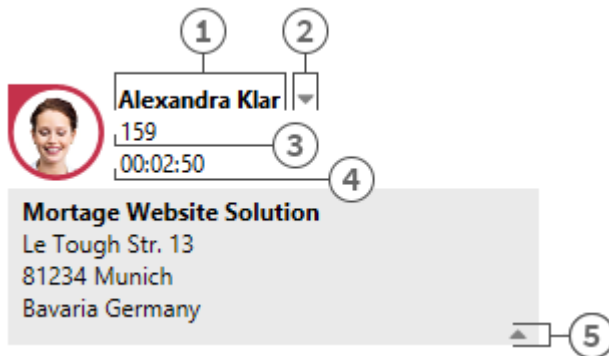 1 2
Alexandra Klar
159
3
00:02:50
4
Mortage Website Solution
Le Tough Str. 13
81234 Munich
Bavaria Germany
5